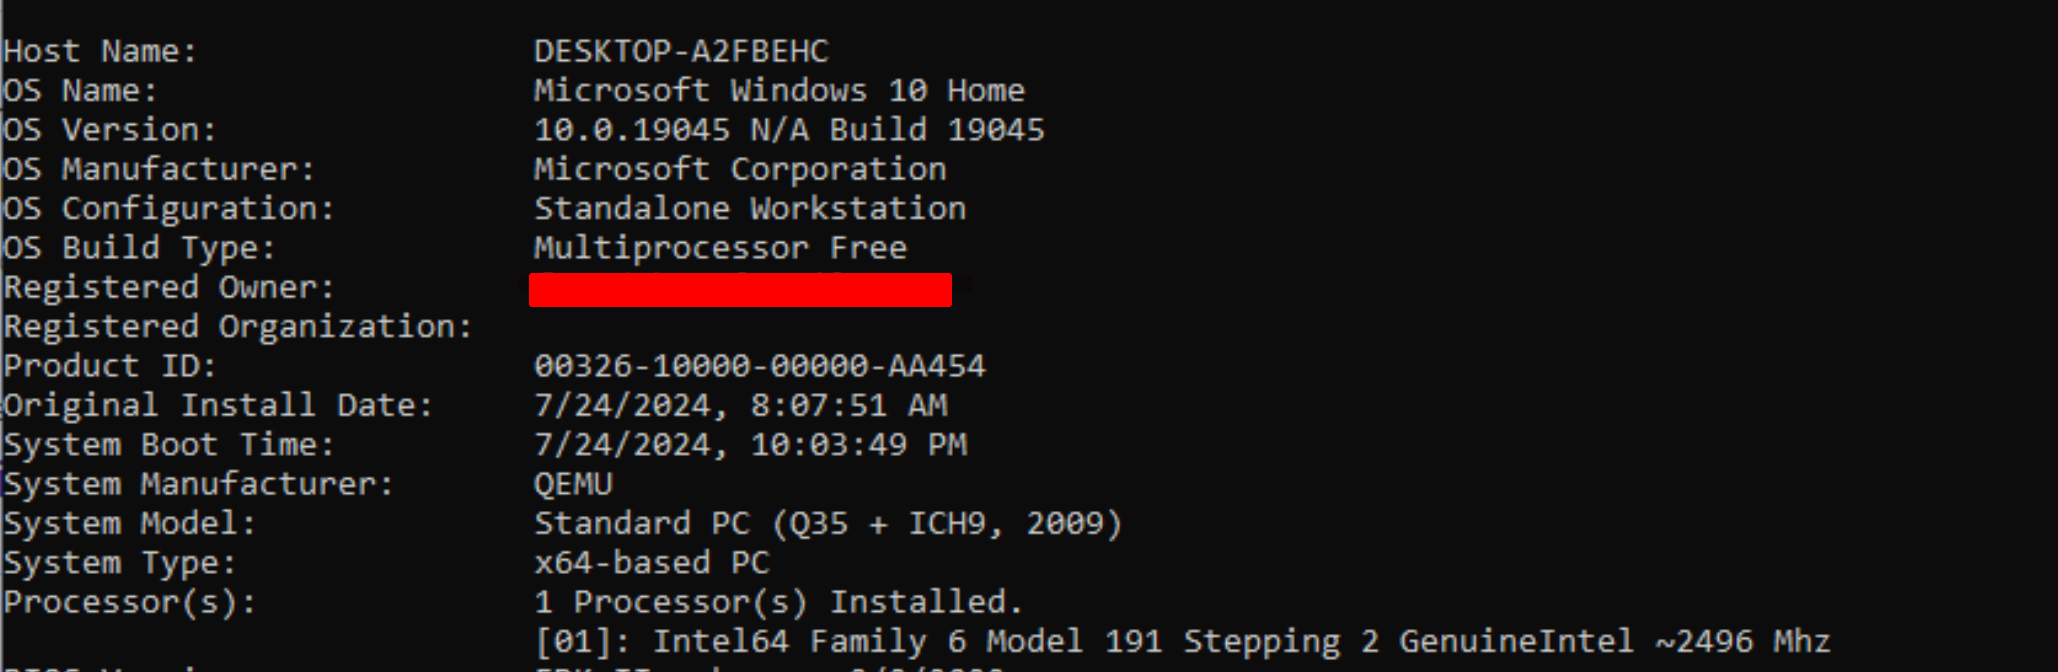 Host Name: DESKTOP-A2FBEHC
OS Name: Microsoft Windows 10 Home
OS Version: 10.0.19045 N/A Build 19045
OS Manufacturer: Microsoft Corporation
OS Configuration: Standalone Workstation
OS Build Type: Multiprocessor Free
Registered Owner:
Registered Organization:
Product ID: 00326-10000-00000-AA454
Original Install Date: 7/24/2024, 8:07:51 AM
System Boot Time: 7/24/2024, 10:03:49 PM
System Manufacturer: QEMU
System Model: Standard PC (Q35 + ICH9, 2009)
System Type: x64-based PC
Processor(s): 1 Processor(s) Installed.
[01]: Intel64 Family 6 Model 191 Stepping 2 GenuineIntel ~2496 Mhz